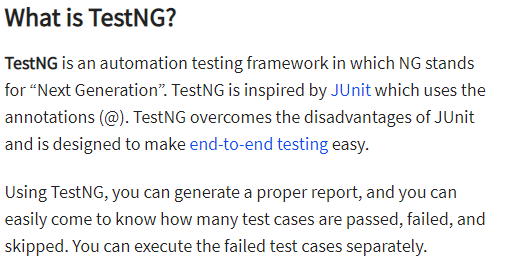 What is TestNG?
TestNG is an automation testing framework in which NG stands
for “Next Generation”. TestNG is inspired by JUnit which uses the
annotations (@). TestNG overcomes the disadvantages of JUnit
and is designed to make end-to-end testing easy.
Using TestNG, you can generate a proper report, and you can
easily come to know how many test cases are passed, failed, and
skipped. You can execute the failed test cases separately.